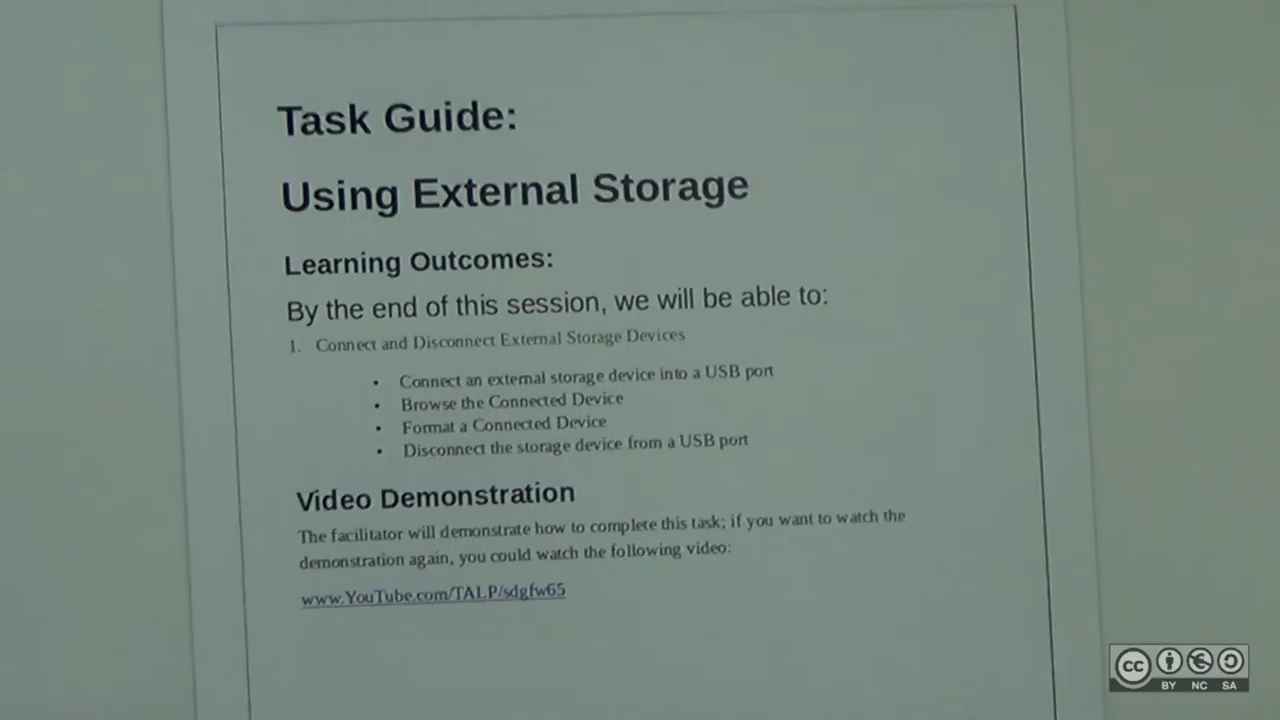 Task Guide:
Using External Storage
Learning Outcomes:
By the end of this session, we will be able to:
1. Connect and Disconnect External Storage Devices
• Connect an external storage device into a USB port
• Browse the Connected Device
• Format a Connected Device
• Disconnect the storage device from a USB port
Video Demonstration
The facilitator will demonstrate how to complete this task; if you want to watch the
demonstration again, you could watch the following video:
www.YouTube.com/TALP/sdgfw65
cc
BY NC SA